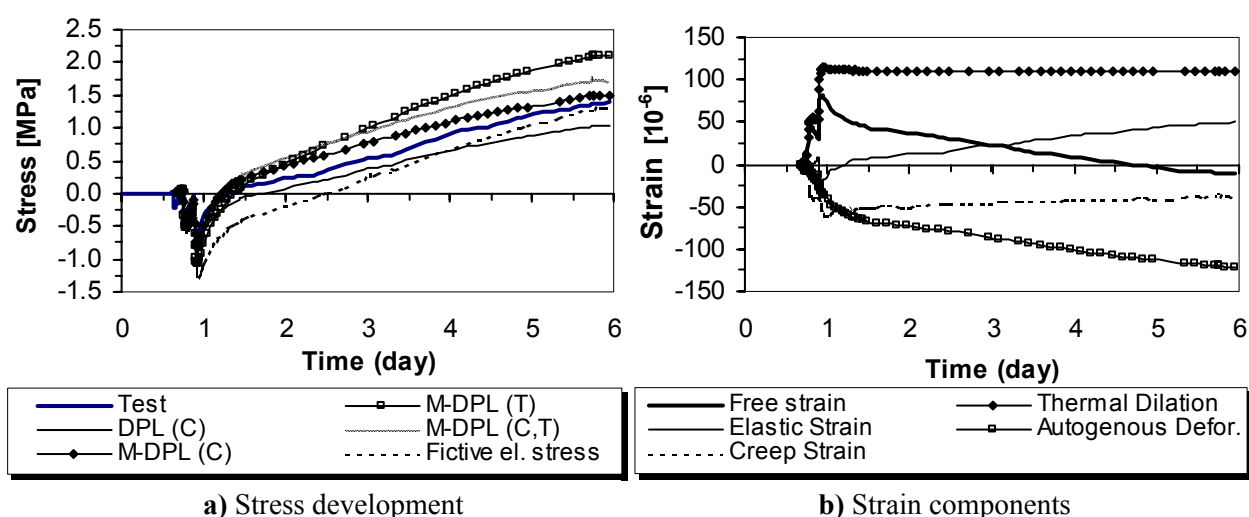 Stress [MPa]
2.5
2.0
1.5
1.0
0.5
0.0
-0.5
-1.0
-1.5
0 1 2 3 4 5 6
Time (day)
Test
M-DPL (T)
DPL (C)
M-DPL (C,T)
M-DPL (C)
Fictive el. stress
a) Stress development
Strain [10-6]
150
100
50
0
-50
-100
-150
0 1 2 3 4 5 6
Time (day)
Free strain
Thermal Dilation
Elastic Strain
Autogenous Defor.
Creep Strain
b) Strain components